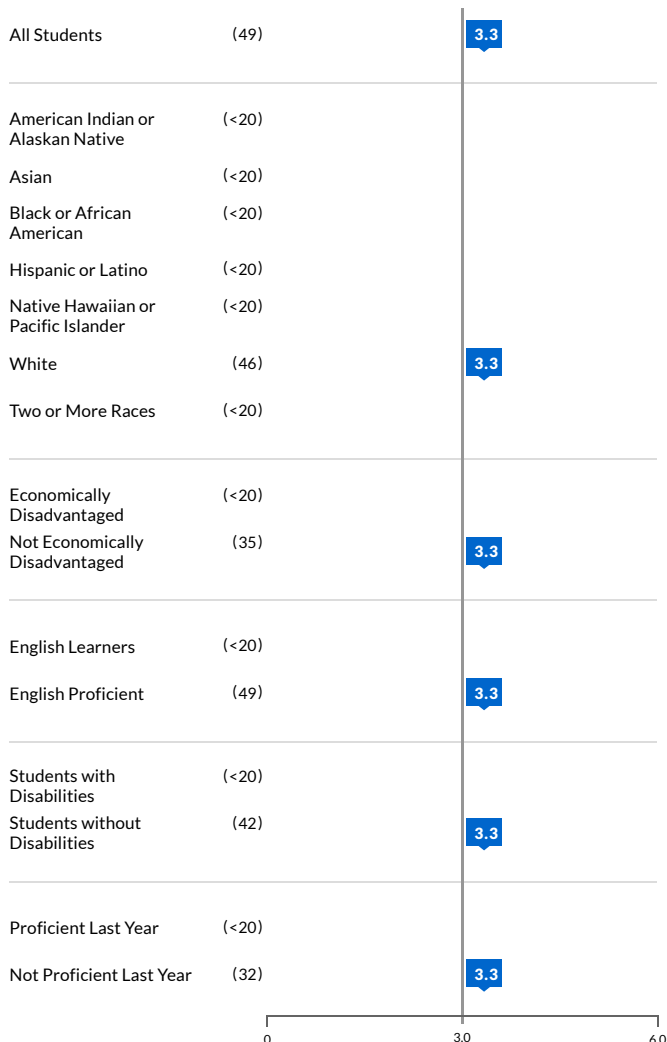 All Students (49) 3.3
American Indian or (<20)
Alaskan Native
Asian (<20)
Black or African (<20)
American
Hispanic or Latino (<20)
Native Hawaiian or (<20)
Pacific Islander
White (46) 3.3
Two or More Races (<20)
Economically (<20)
Disadvantaged
Not Economically (35) 3.3
Disadvantaged
English Learners (<20)
English Proficient (49) 3.3
Students with (<20)
Disabilities
Students without (42) 3.3
Disabilities
Proficient Last Year (<20)
Not Proficient Last Year (32) 3.3
0 3.0 6.0